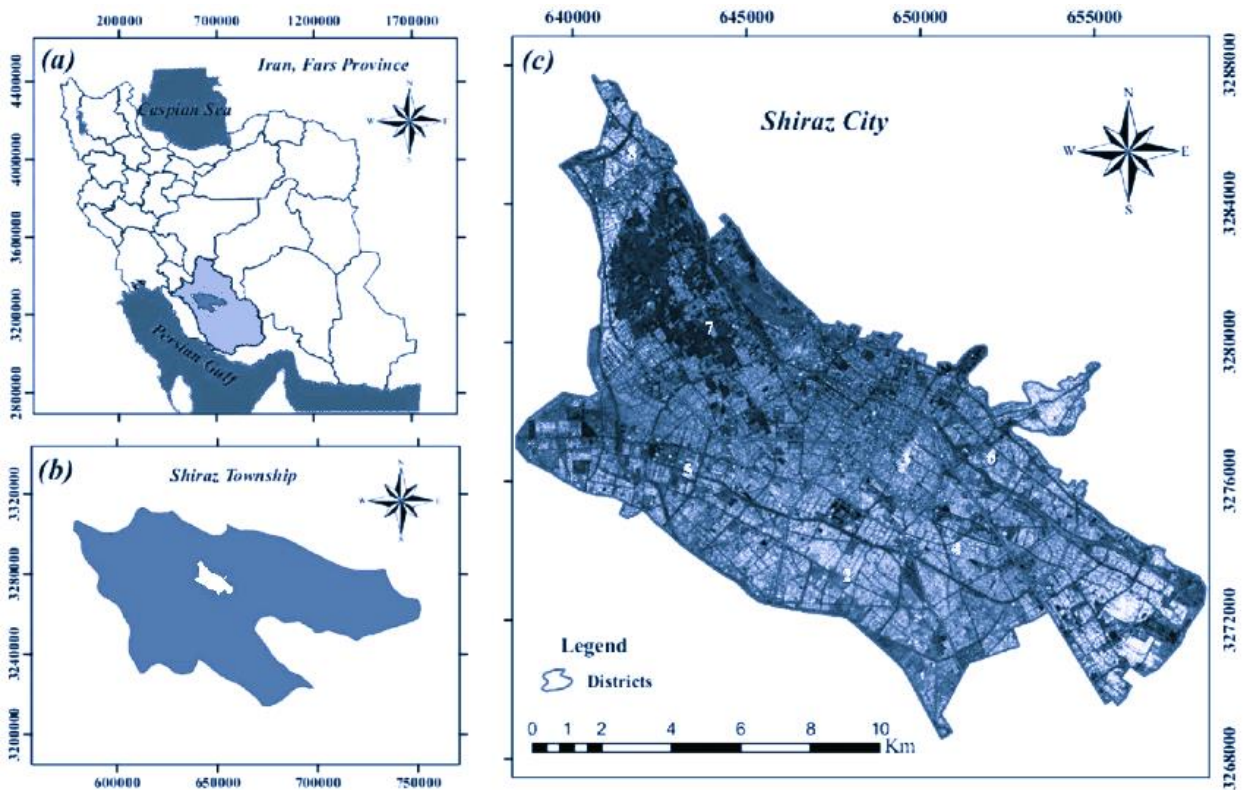 200000 700000 1200000 1700000
(a)
Iran, Fars Province
N
W E
Caspian Sea
Persian Gulf
4400000
4000000
3600000
3200000
2800000
(b)
Shiraz Township
N
3320000
3280000
3240000
3200000
600000 650000 700000 750000
640000 645000 650000 655000
(c)
Shiraz City
N
W E
S
7
5
6
4
2
Legend
Districts
0 1 2 4 6 8 10
Km
3288000
3284000
3280000
3276000
3272000
3268000